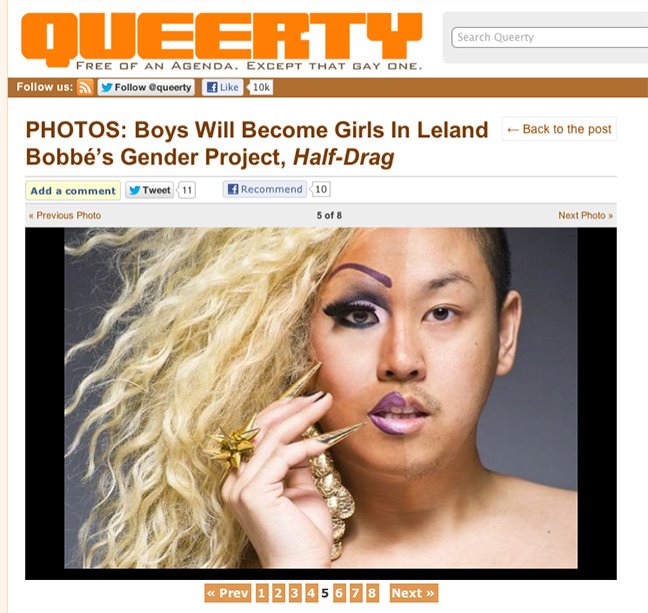 QUEERTY
FREE OF AN AGENDA. EXCEPT THAT GAY ONE.
Search Queerty
Follow us: Follow @queerty Like 10k
PHOTOS: Boys Will Become Girls In Leland
Bobbé's Gender Project, Half-Drag
← Back to the post
Add a comment Tweet 11 Recommend 10
« Previous Photo 5 of 8 Next Photo »
« Prev 1 2 3 4 5 6 7 8 Next »